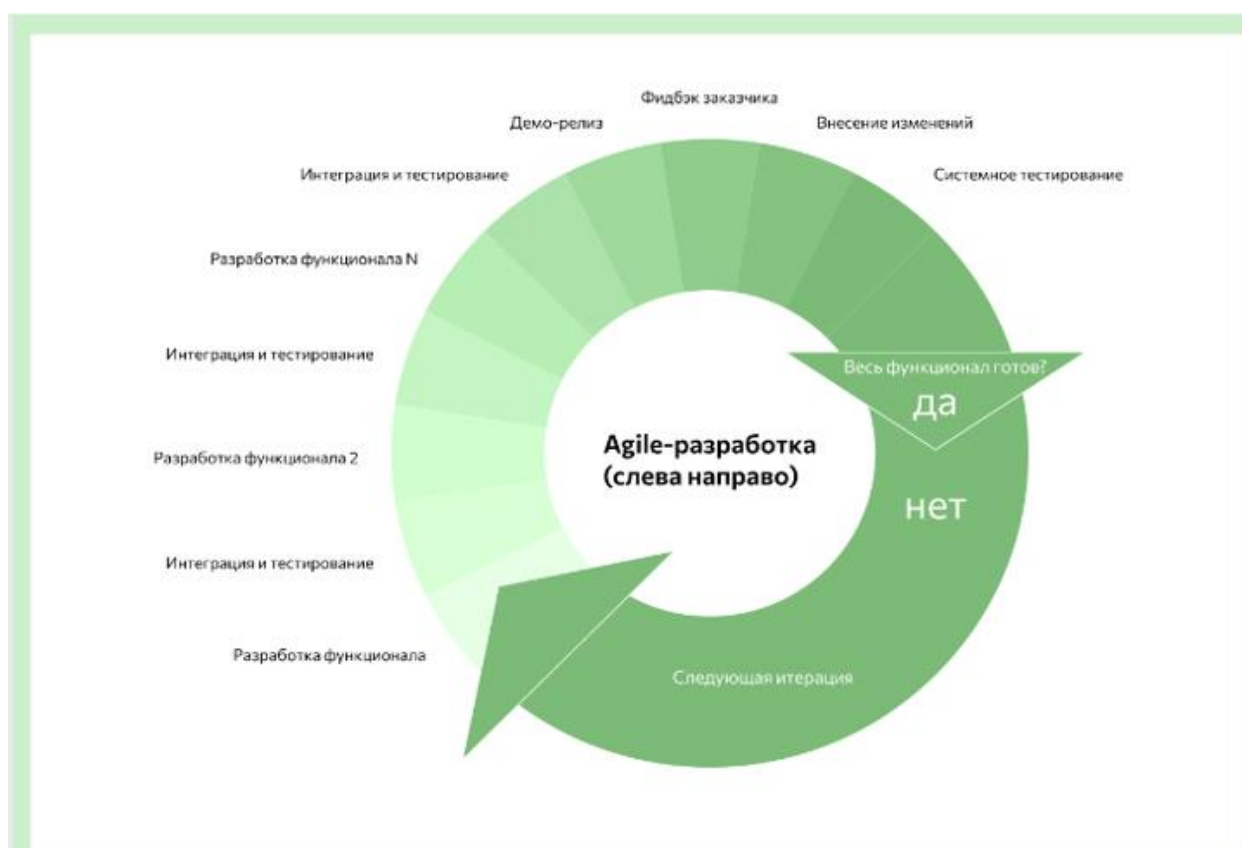 Фидбэк заказчика
Демо-релиз
Внесение изменений
Интеграция и тестирование
Системное тестирование
Разработка функционала N
Интеграция и тестирование
Весь функционал готов?
да
Agile-разработка
(слева направо)
Разработка функционала 2
нет
Интеграция и тестирование
Разработка функционала
Следующая итерация